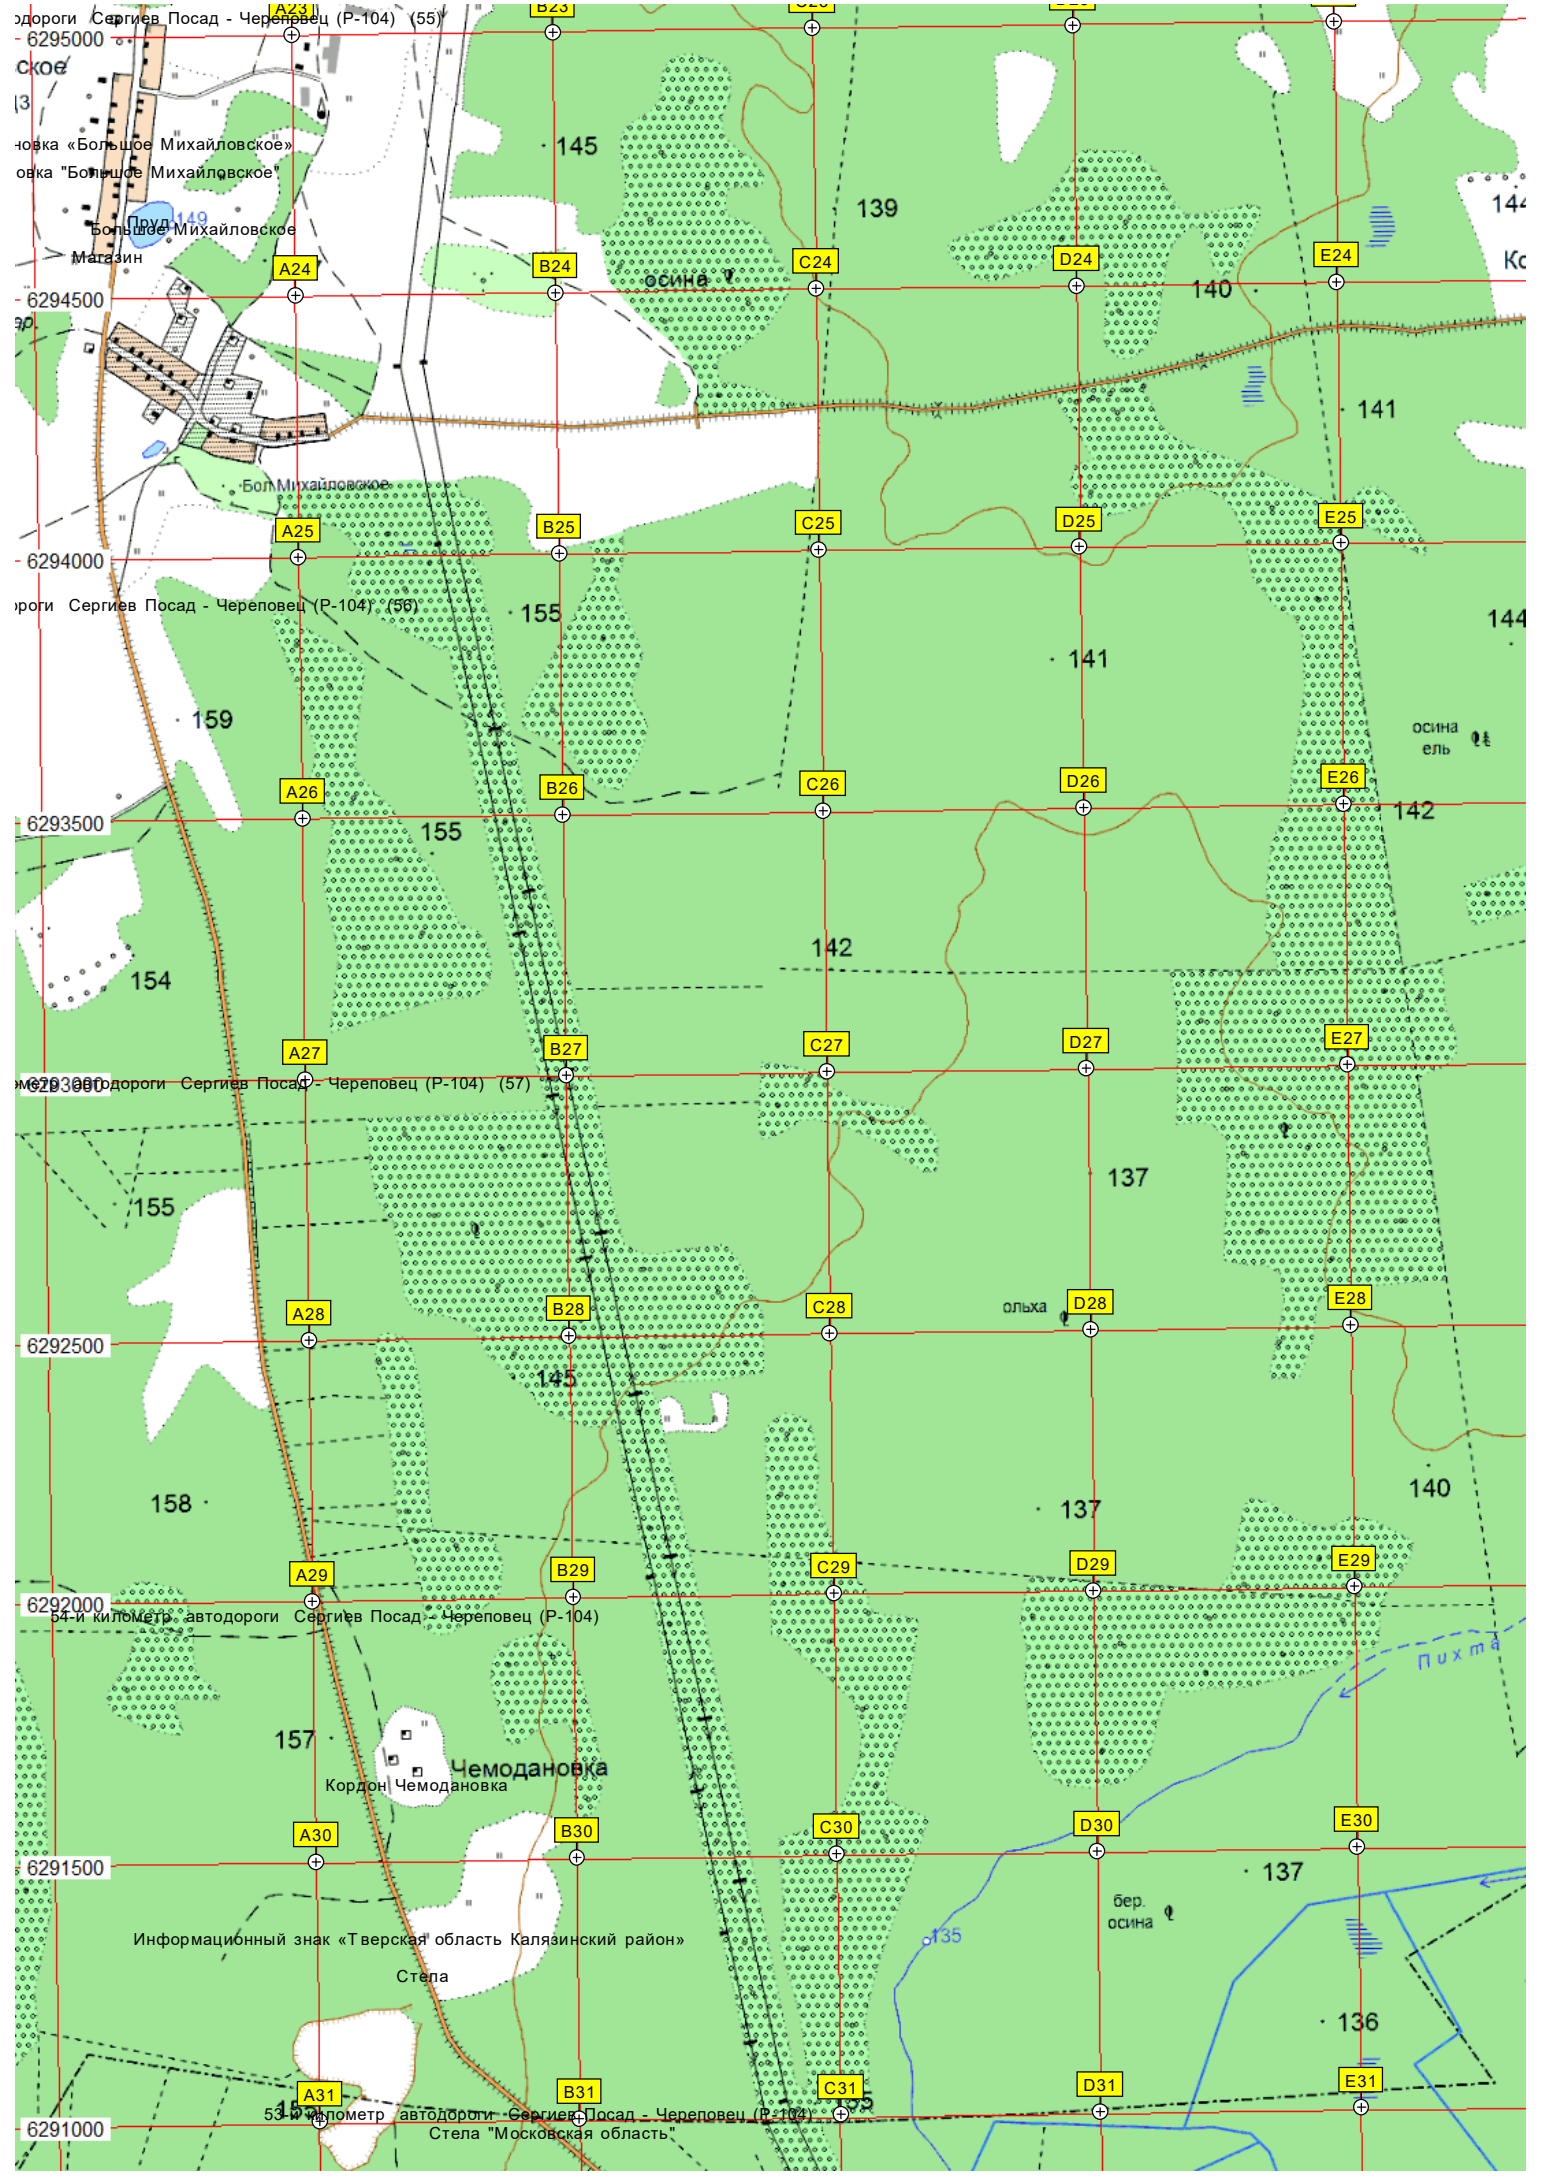 A23
B23
дороги Сергиев Посад - Череповец (Р-104) (55)
6295000
ское
145
новка «Большое Михайловское»
овка "Большое Михайловское"
139
144
149
Пруд
Большое Михайловское
Магазин
A24
B24
C24
D24
E24
осина
140
6294500
141
Бол.Михайловское
A25
B25
C25
D25
E25
6294000
ороги Сергиев Посад - Череповец (Р-104) (56)
155
144
141
159
осина
ель
A26
B26
C26
D26
E26
142
6293500
155
142
154
A27
B27
C27
D27
E27
6293000
метр автодороги Сергиев Посад - Череповец (Р-104) (57)
137
155
A28
B28
C28
D28
E28
ольха
6292500
145
158
137
140
A29
B29
C29
D29
E29
6292000
54-й километр автодороги Сергиев Посад - Череповец (Р-104)
Пихта
157
Чемодановка
Кордон Чемодановка
A30
B30
C30
D30
E30
6291500
137
бер.
осина
135
Информационный знак «Тверская область Калязинский район»
Стела
136
A31
B31
C31
D31
E31
53-й километр автодороги Сергиев Посад - Череповец (Р-104)
6291000
Стела "Московская область"